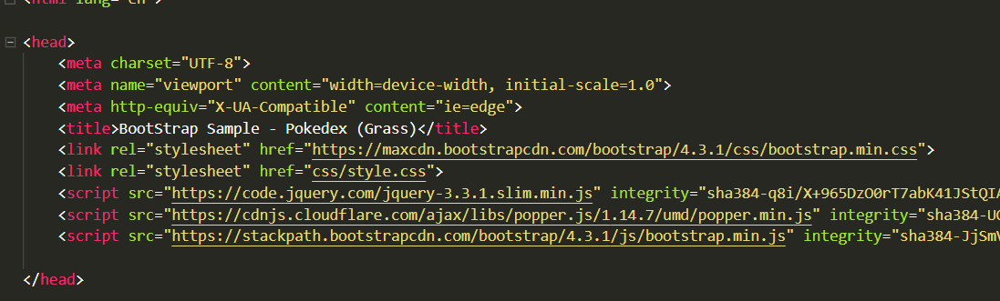 <html lang="en">
<head>
<meta charset="UTF-8">
<meta name="viewport" content="width=device-width, initial-scale=1.0">
<meta http-equiv="X-UA-Compatible" content="ie=edge">
<title>BootStrap Sample - Pokedex (Grass)</title>
<link rel="stylesheet" href="https://maxcdn.bootstrapcdn.com/bootstrap/4.3.1/css/bootstrap.min.css">
<link rel="stylesheet" href="css/style.css">
<script src="https://code.jquery.com/jquery-3.3.1.slim.min.js" integrity="sha384-q8i/X+965DzO0rT7abK41JStQIA
<script src="https://cdnjs.cloudflare.com/ajax/libs/popper.js/1.14.7/umd/popper.min.js" integrity="sha384-UO
<script src="https://stackpath.bootstrapcdn.com/bootstrap/4.3.1/js/bootstrap.min.js" integrity="sha384-JjSmV
</head>